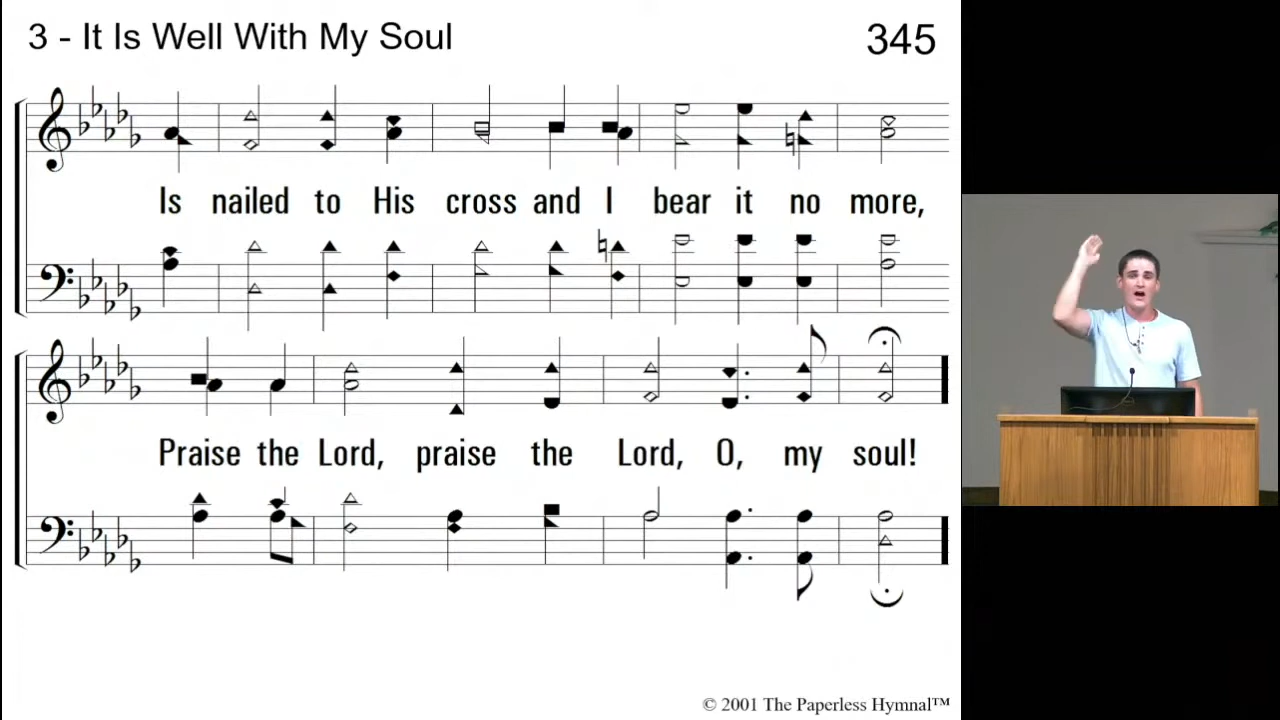 3 - It Is Well With My Soul
345
Is nailed to His cross and I bear it no more,
Praise the Lord, praise the Lord, O, my soul!
© 2001 The Paperless Hymnal™